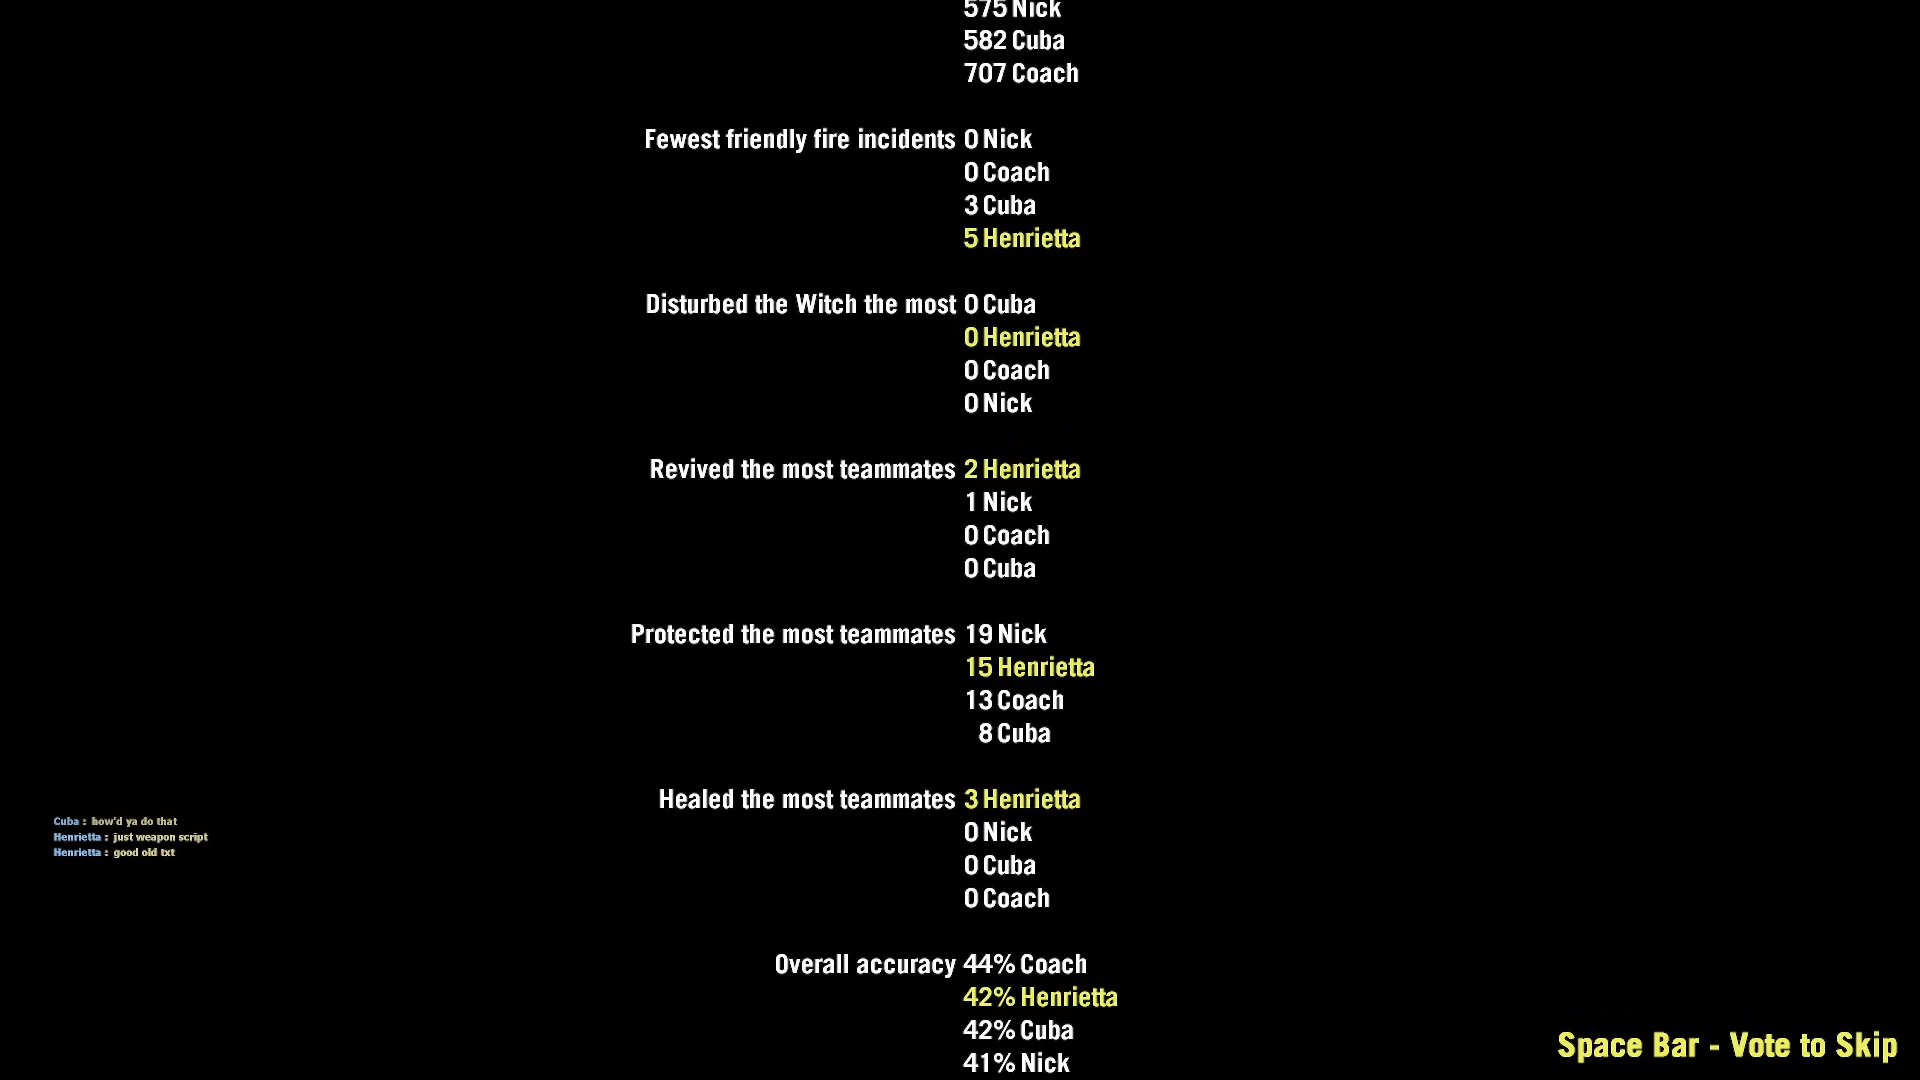 575 Nick
582 Cuba
707 Coach
Fewest friendly fire incidents 0 Nick
0 Coach
3 Cuba
5 Henrietta
Disturbed the Witch the most 0 Cuba
0 Henrietta
0 Coach
0 Nick
Revived the most teammates 2 Henrietta
1 Nick
0 Coach
0 Cuba
Protected the most teammates 19 Nick
15 Henrietta
13 Coach
8 Cuba
Healed the most teammates 3 Henrietta
0 Nick
0 Cuba
0 Coach
Cuba : how'd ya do that
Henrietta : just weapon script
Henrietta : good old txt
Overall accuracy 44% Coach
42% Henrietta
42% Cuba
41% Nick
Space Bar - Vote to Skip